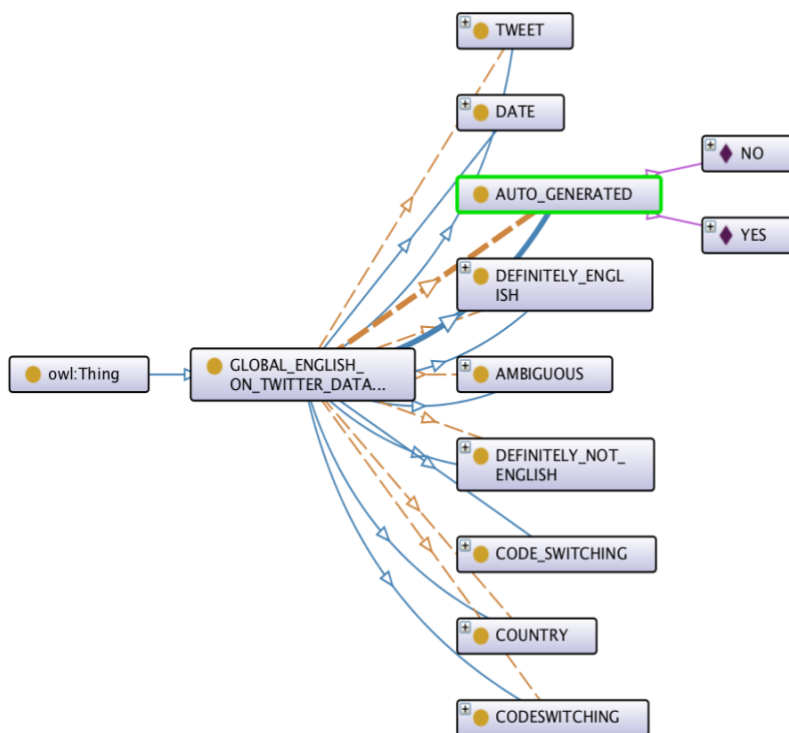 TWEET
DATE
AUTO_GENERATED
NO
YES
DEFINITELY_ENGL
ISH
owl:Thing
GLOBAL_ENGLISH_
ON_TWITTER_DATA...
AMBIGUOUS
DEFINITELY_NOT_
ENGLISH
CODE_SWITCHING
COUNTRY
CODESWITCHING